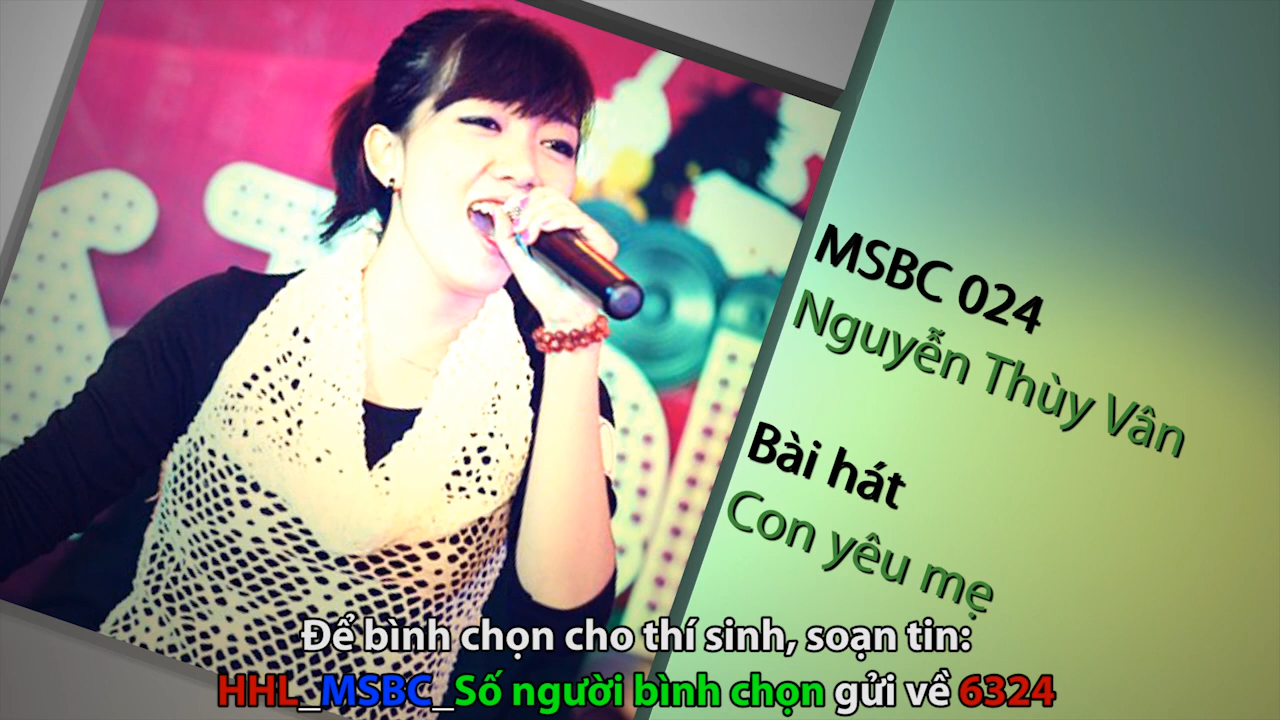 MSBC 024
Nguyễn Thùy Vân
Bài hát
Con yêu mẹ
Để bình chọn cho thí sinh, soạn tin:
HHL_MSBC_Số người bình chọn gửi về 6324